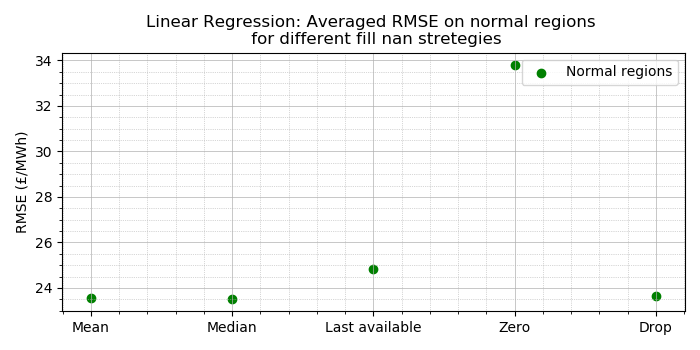 Linear Regression: Averaged RMSE on normal regions
for different fill nan stretegies
34
32
30
28
26
24
RMSE (£/MWh)
Normal regions
Mean
Median
Last available
Zero
Drop